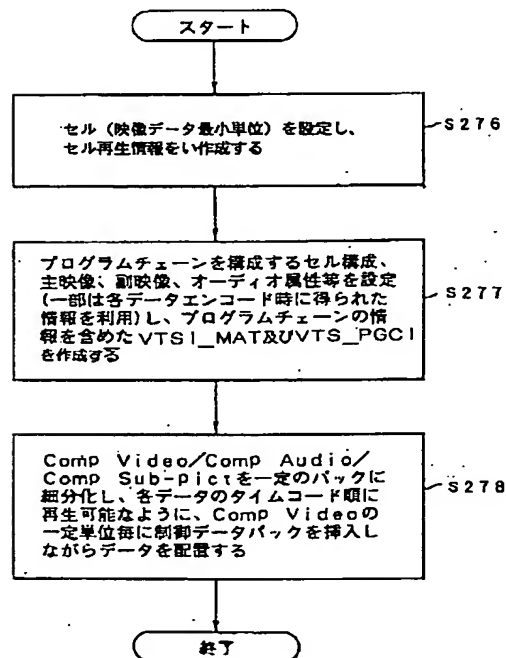 スタート
セル（映像データ最小単位）を設定し、
セル再生情報をい作成する
S276
プログラムチェーンを構成するセル構成、
主映像、副映像、オーディオ属性等を設定
(一部は各データエンコード時に得られた
情報を利用)し、プログラムチェーンの情
報を含めたVTSI_MAT及びVTS_PGCI
を作成する
S277
Comp Video/Comp Audio/
Comp Sub-pictを一定のパックに
細分化し、各データのタイムコード順に
再生可能なように、Comp Videoの
一定単位毎に制御データパックを挿入し
ながらデータを配置する
S278
終了